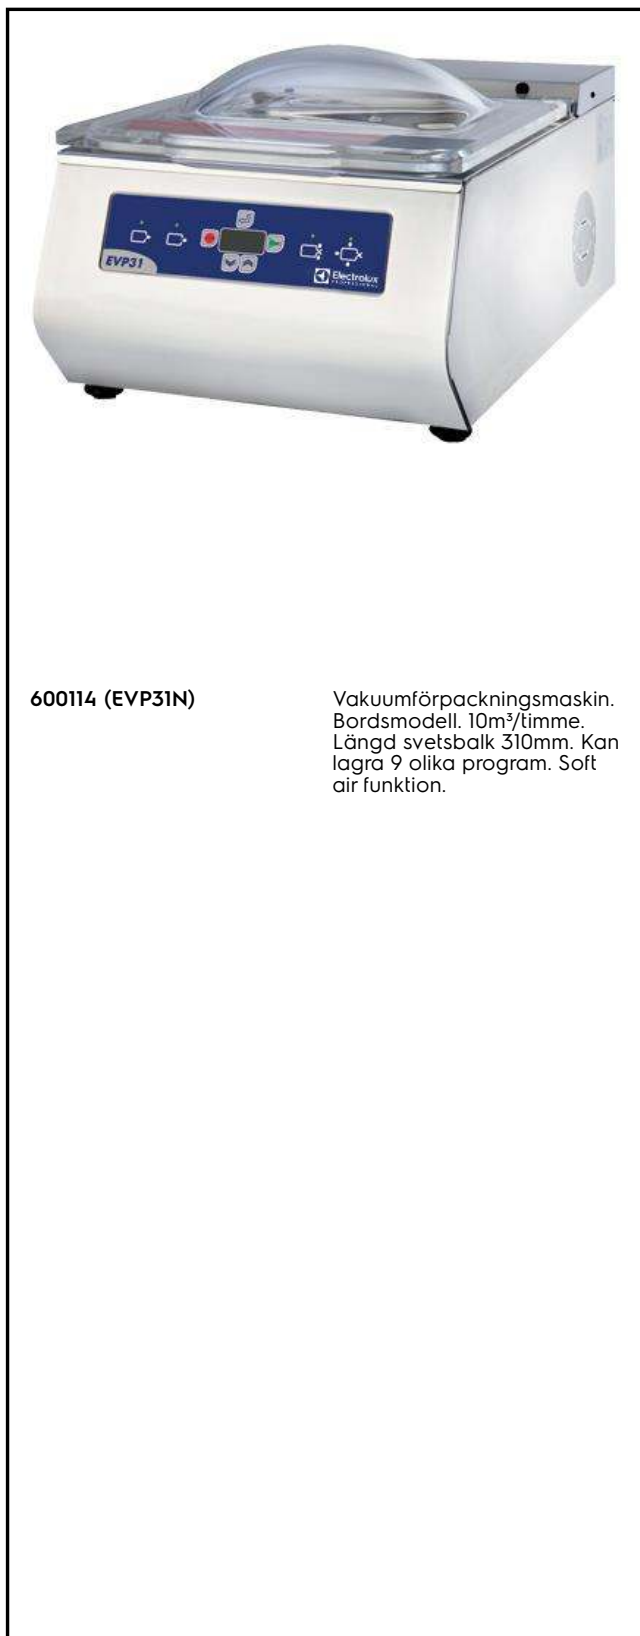 EVP31
Electrolux
PROFESSIONAL
600114 (EVP31N)
Vakuumförpackningsmaskin.
Bordsmodell. 10m³/timme.
Längd svetsbalk 310mm. Kan
lagra 9 olika program. Soft
air funktion.